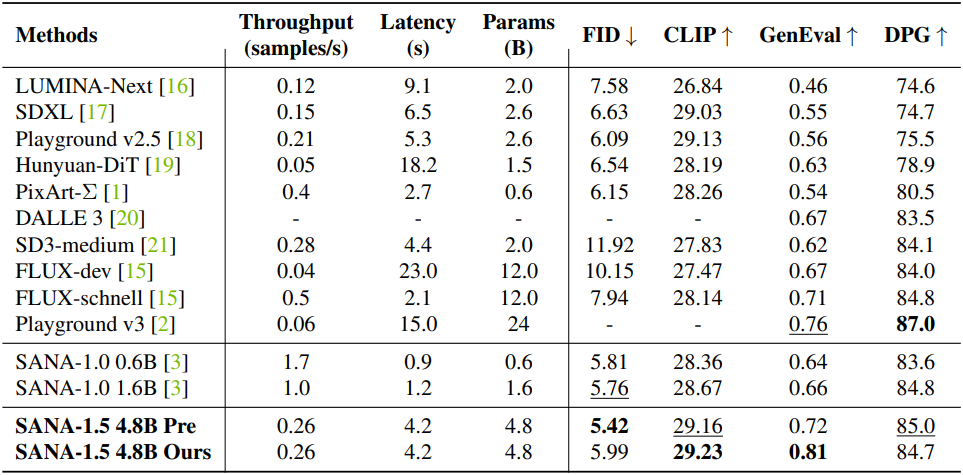 Methods Throughput (samples/s) Latency (s) Params (B) FID ↓ CLIP ↑ GenEval ↑ DPG ↑
LUMINA-Next [16] 0.12 9.1 2.0 7.58 26.84 0.46 74.6
SDXL [17] 0.15 6.5 2.6 6.63 29.03 0.55 74.7
Playground v2.5 [18] 0.21 5.3 2.6 6.09 29.13 0.56 75.5
Hunyuan-DiT [19] 0.05 18.2 1.5 6.54 28.19 0.63 78.9
PixArt-Σ [1] 0.4 2.7 0.6 6.15 28.26 0.54 80.5
DALLE 3 [20] - - - - - 0.67 83.5
SD3-medium [21] 0.28 4.4 2.0 11.92 27.83 0.62 84.1
FLUX-dev [15] 0.04 23.0 12.0 10.15 27.47 0.67 84.0
FLUX-schnell [15] 0.5 2.1 12.0 7.94 28.14 0.71 84.8
Playground v3 [2] 0.06 15.0 24 - - 0.76 87.0
SANA-1.0 0.6B [3] 1.7 0.9 0.6 5.81 28.36 0.64 83.6
SANA-1.0 1.6B [3] 1.0 1.2 1.6 5.76 28.67 0.66 84.8
SANA-1.5 4.8B Pre 0.26 4.2 4.8 5.42 29.16 0.72 85.0
SANA-1.5 4.8B Ours 0.26 4.2 4.8 5.99 29.23 0.81 84.7